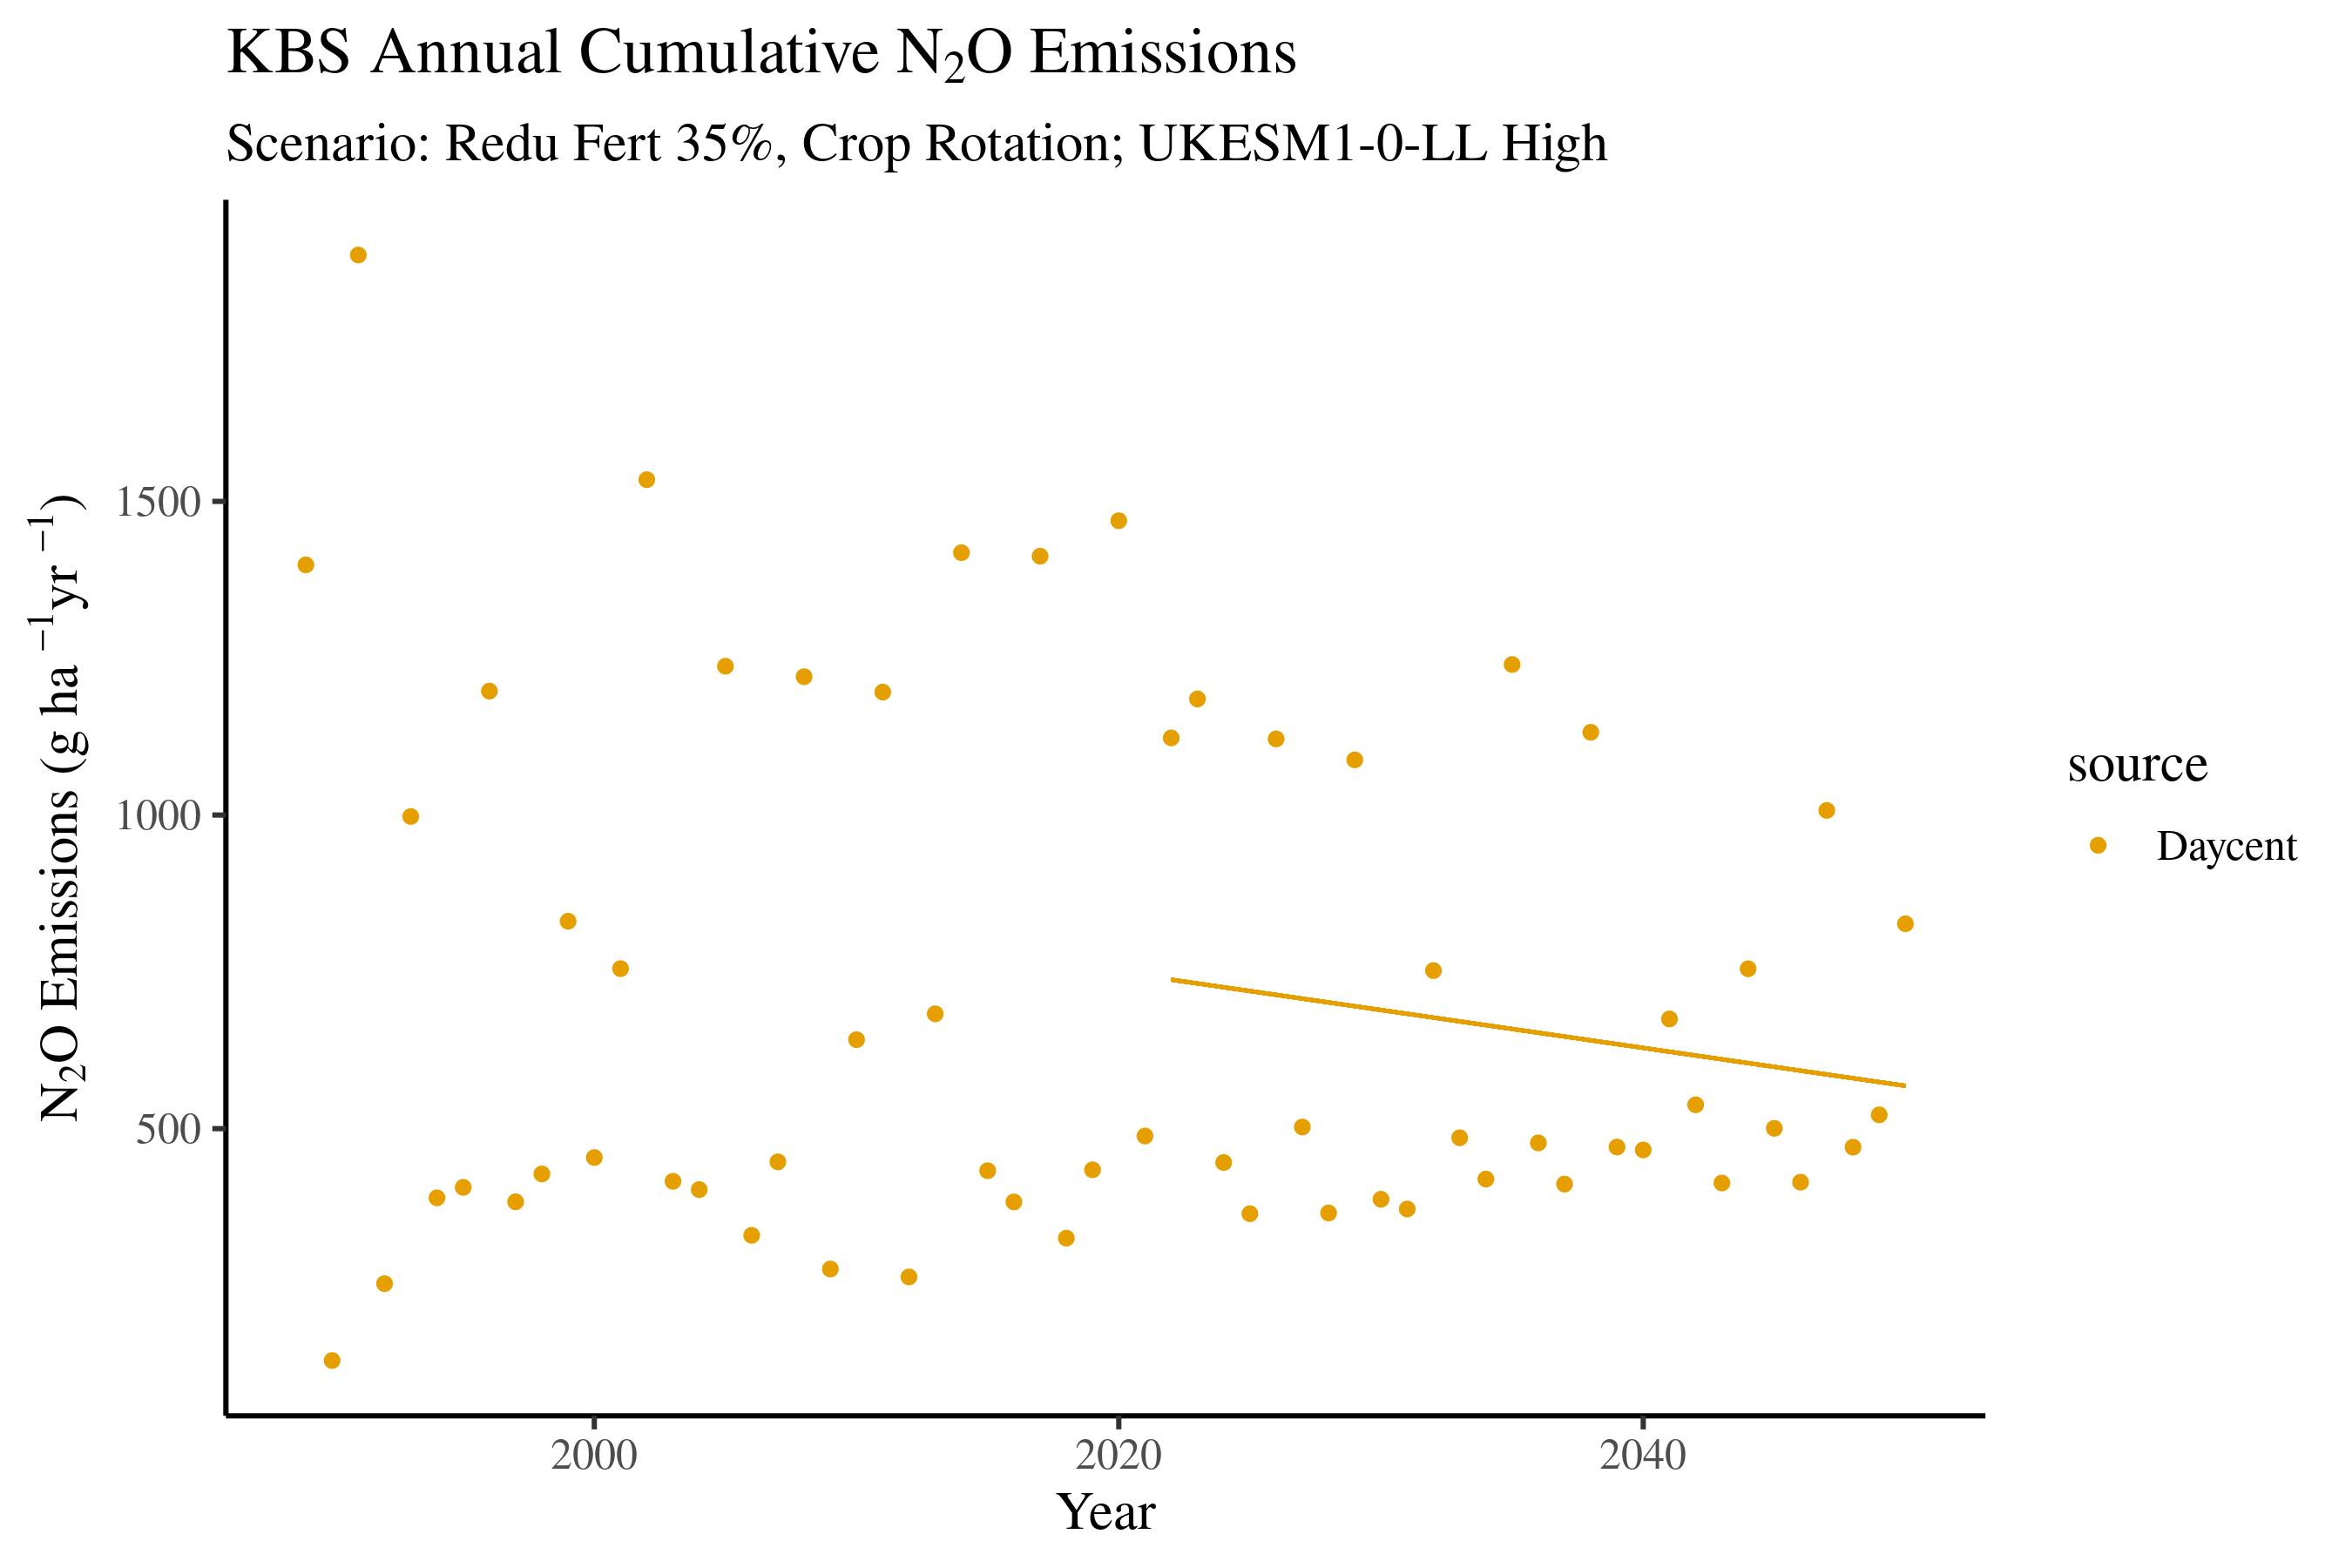 KBS Annual Cumulative N₂O Emissions
Scenario: Redu Fert 35%, Crop Rotation; UKESM1-0-LL High
N₂O Emissions (g ha⁻¹yr⁻¹)
1500
1000
500
2000 2020 2040
Year
source
Daycent